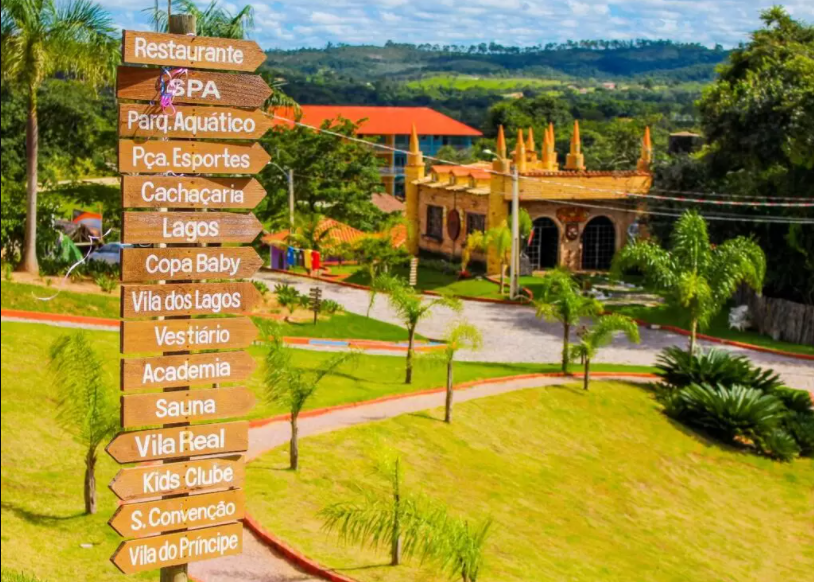 Restaurante
SPA
Parq. Aquático
Pça. Esportes
Cachaçaria
Lagos
Copa Baby
Vila dos Lagos
Vestiário
Academia
Sauna
Vila Real
Kids Clube
S. Convenção
Vila do Príncipe